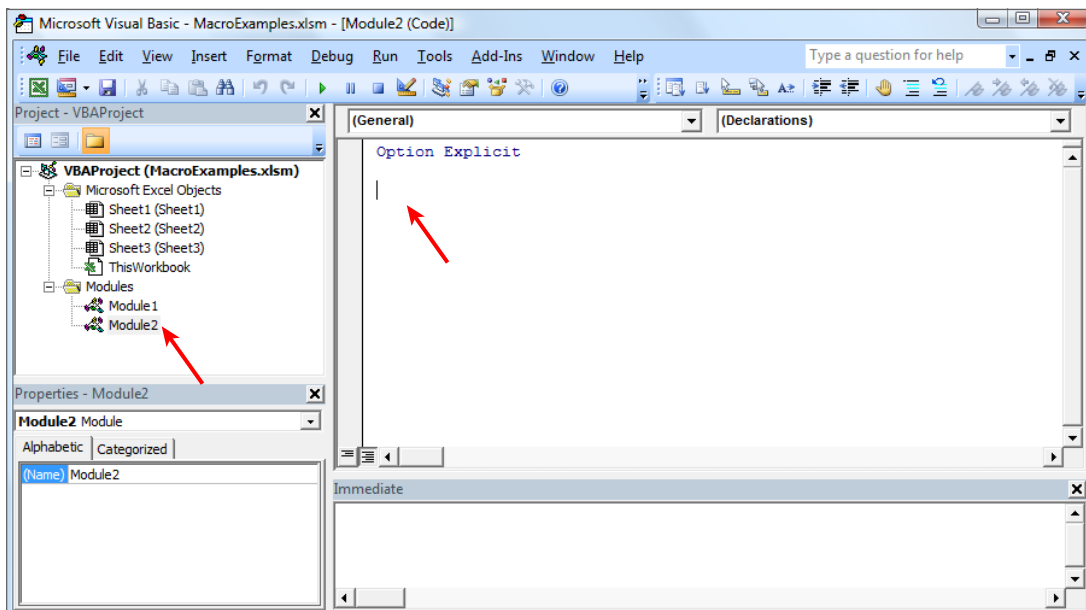 Microsoft Visual Basic - MacroExamples.xlsm - [Module2 (Code)]
File Edit View Insert Format Debug Run Tools Add-Ins Window Help Type a question for help
Project - VBAProject
(General) (Declarations)
Option Explicit
VBAProject (MacroExamples.xlsm)
Microsoft Excel Objects
Sheet1 (Sheet1)
Sheet2 (Sheet2)
Sheet3 (Sheet3)
ThisWorkbook
Modules
Module1
Module2
Properties - Module2
Module2 Module
Alphabetic Categorized
(Name) Module2
Immediate